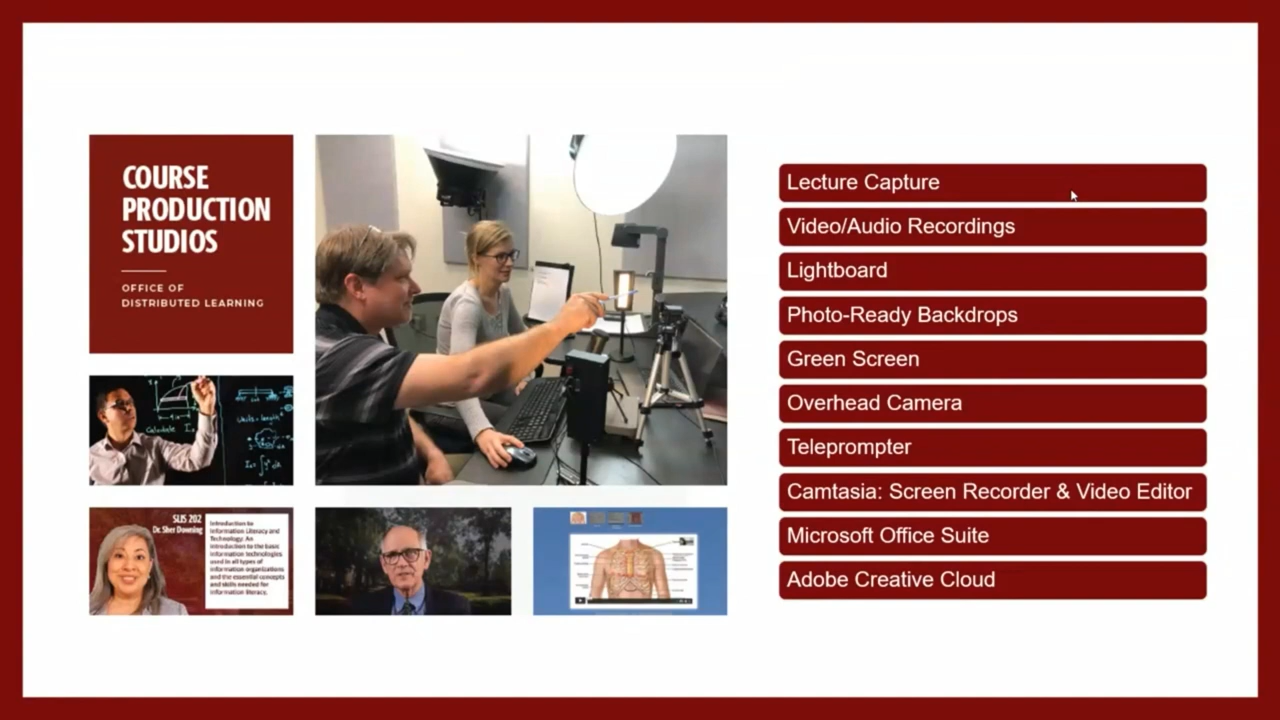 COURSE
PRODUCTION
STUDIOS
OFFICE OF
DISTRIBUTED LEARNING
Calculate
SLIS 202
Dr. Sher Downing
Introduction to
Information Literacy and
Technology: An
introduction to the basic
information technologies
used in all types of
information organizations
and the essential concepts
and skills needed for
information literacy.
Lecture Capture
Video/Audio Recordings
Lightboard
Photo-Ready Backdrops
Green Screen
Overhead Camera
Teleprompter
Camtasia: Screen Recorder & Video Editor
Microsoft Office Suite
Adobe Creative Cloud